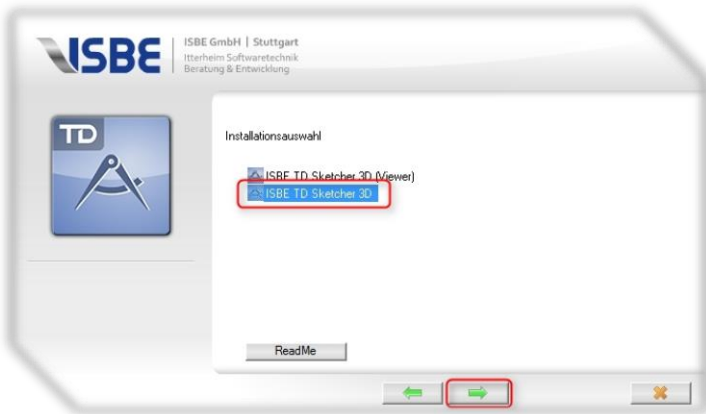 ISBE
ISBE GmbH | Stuttgart
Itterheim Softwaretechnik
Beratung & Entwicklung
TD
Installationsauswahl
ISBE TD Sketcher 3D (Viewer)
ISBE TD Sketcher 3D
ReadMe